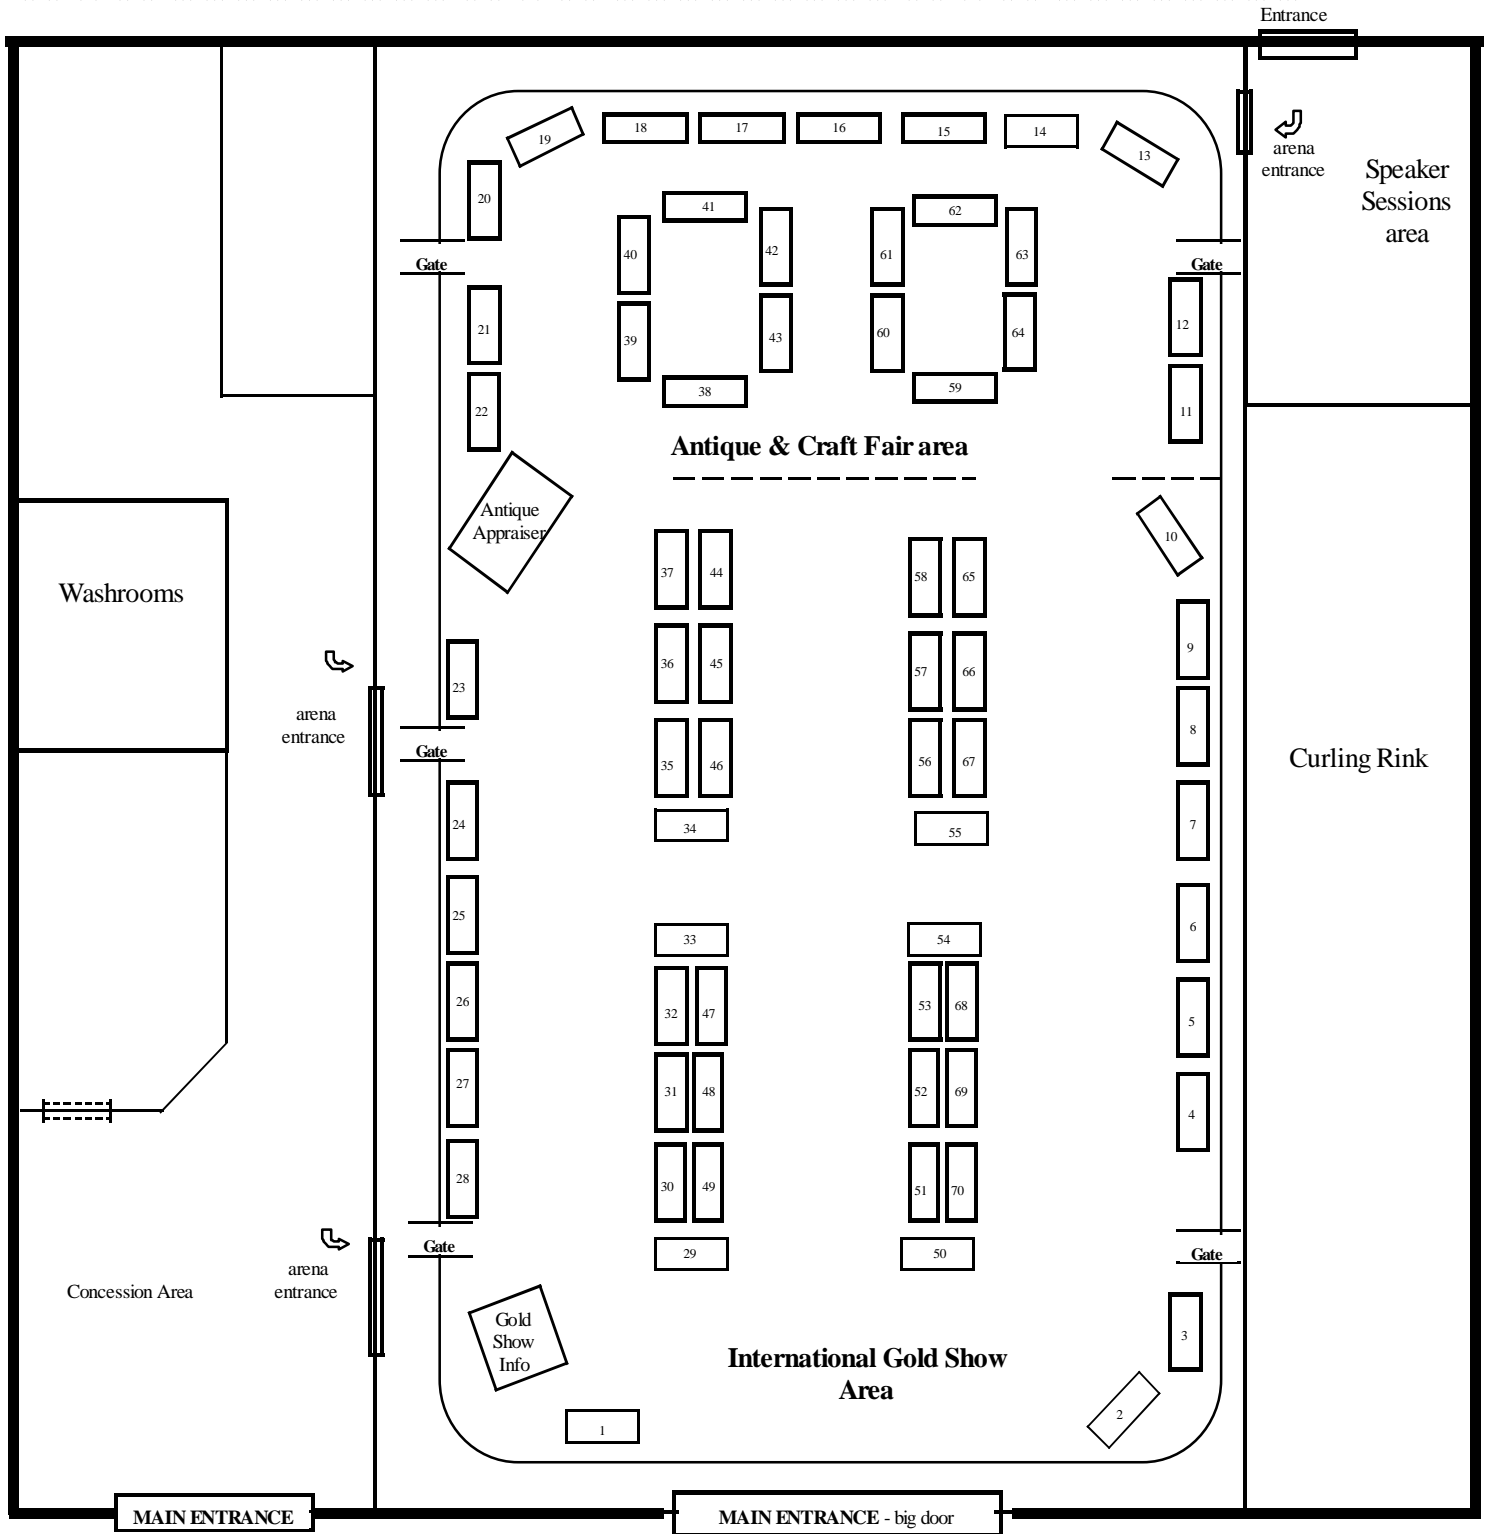 Entrance
19
18
17
16
15
14
13
arena
entrance
Speaker
Sessions
area
20
41
62
40
42
61
63
Gate
Gate
21
39
43
60
64
12
22
38
59
11
Antique & Craft Fair area
Antique
Appraiser
10
37
44
58
65
Washrooms
36
45
57
66
9
23
arena
entrance
Gate
8
35
46
56
67
Curling Rink
24
34
55
7
25
33
54
6
26
32
47
53
68
5
27
31
48
52
69
4
28
30
49
51
70
Gate
29
50
Gate
Concession Area
arena
entrance
Gold
Show
Info
3
International Gold Show
Area
1
2
MAIN ENTRANCE
MAIN ENTRANCE - big door